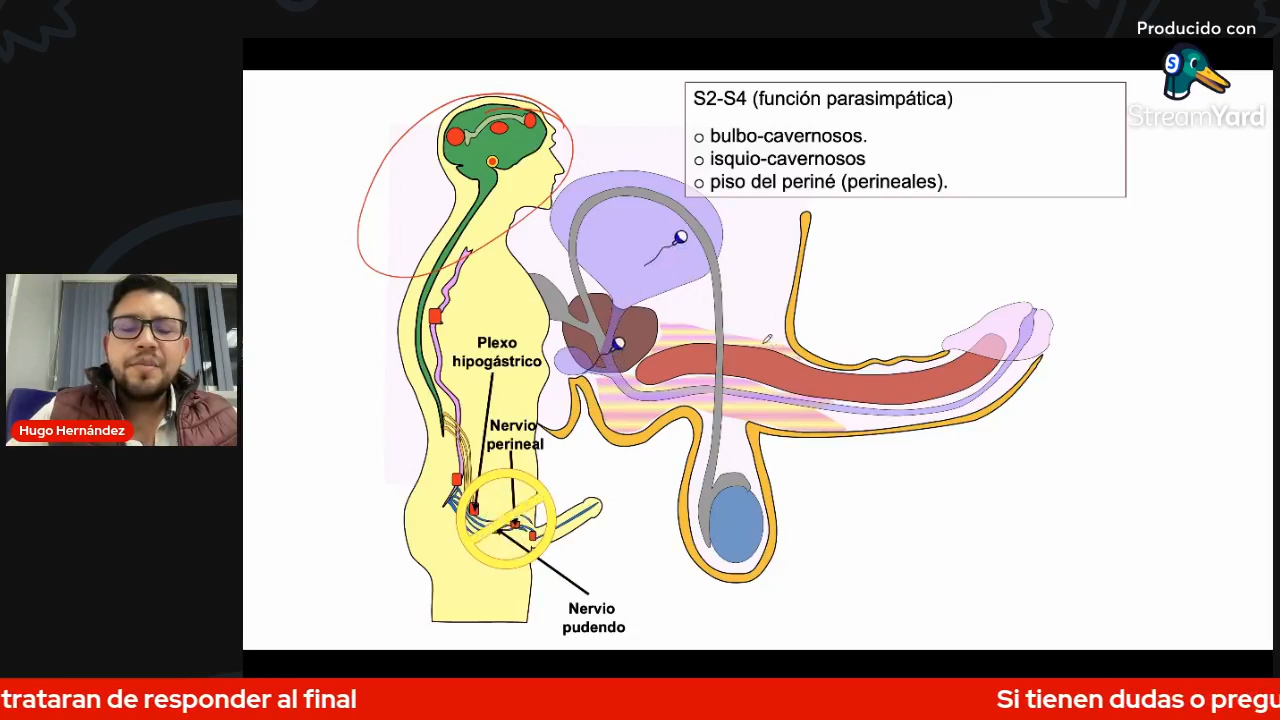 Producido con
S
StreamYard
S2-S4 (función parasimpática)
o bulbo-cavernosos.
o isquio-cavernosos
o piso del periné (perineales).
Plexo
hipogástrico
Nervio
perineal
Nervio
pudendo
Hugo Hernández
trataran de responder al final
Si tienen dudas o pregu